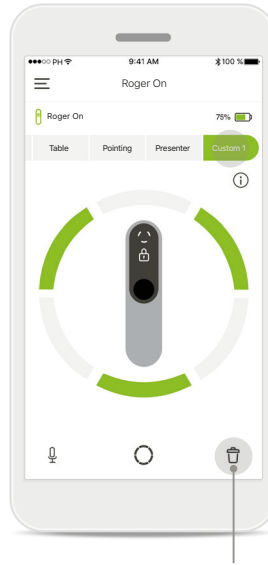 PH 9:41 AM 100 %
Roger On
Roger On 75%
Table Pointing Presenter Custom 1